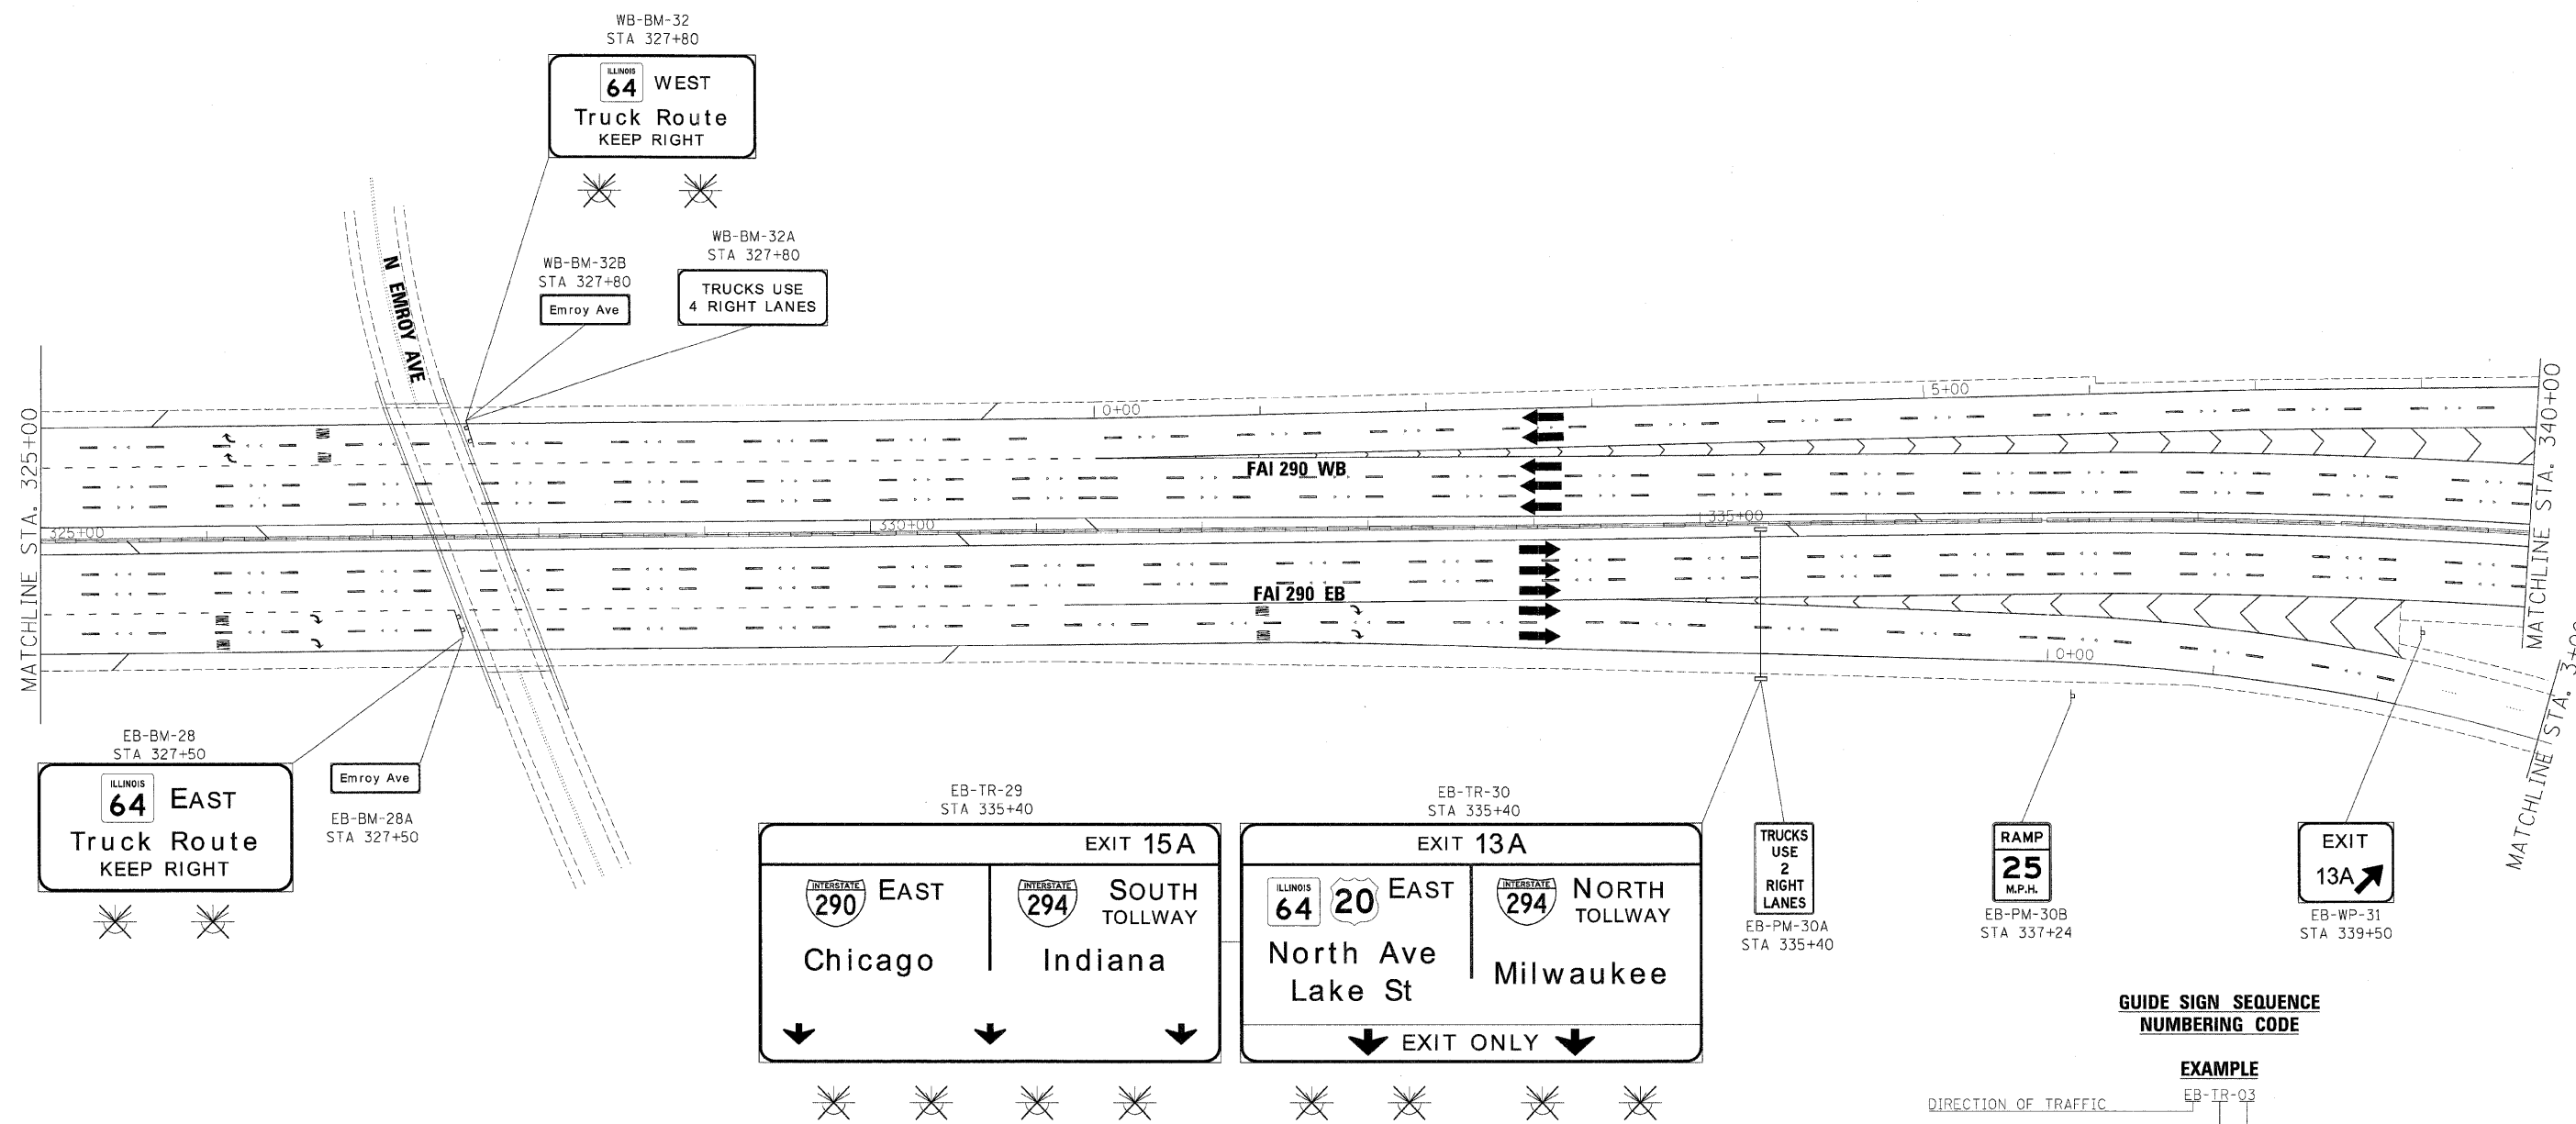 WB-BM-32
STA 327+80
ILLINOIS
64 WEST
Truck Route
KEEP RIGHT
WB-BM-32A
STA 327+80
TRUCKS USE
4 RIGHT LANES
WB-BM-32B
STA 327+80
Emroy Ave
N EMROY AVE
MATCHLINE STA. 325+00
MATCHLINE STA. 340+00
0+00
5+00
FAI 290 WB
325+00
330+00
335+00
FAI 290 EB
0+00
MATCHLINE STA. 3+00
EB-BM-28
STA 327+50
ILLINOIS
64 EAST
Truck Route
KEEP RIGHT
Emroy Ave
EB-BM-28A
STA 327+50
EB-TR-29
STA 335+40
EXIT 15A
INTERSTATE
290 EAST
Chicago
INTERSTATE
294 SOUTH
TOLLWAY
Indiana
EB-TR-30
STA 335+40
EXIT 13A
ILLINOIS
64 20 EAST
North Ave
Lake St
INTERSTATE
294 NORTH
TOLLWAY
Milwaukee
EXIT ONLY
TRUCKS
USE
2
RIGHT
LANES
EB-PM-30A
STA 335+40
RAMP
25
M.P.H.
EB-PM-30B
STA 337+24
EXIT
13A
EB-WP-31
STA 339+50
GUIDE SIGN SEQUENCE
NUMBERING CODE
EXAMPLE
EB-TR-03
DIRECTION OF TRAFFIC